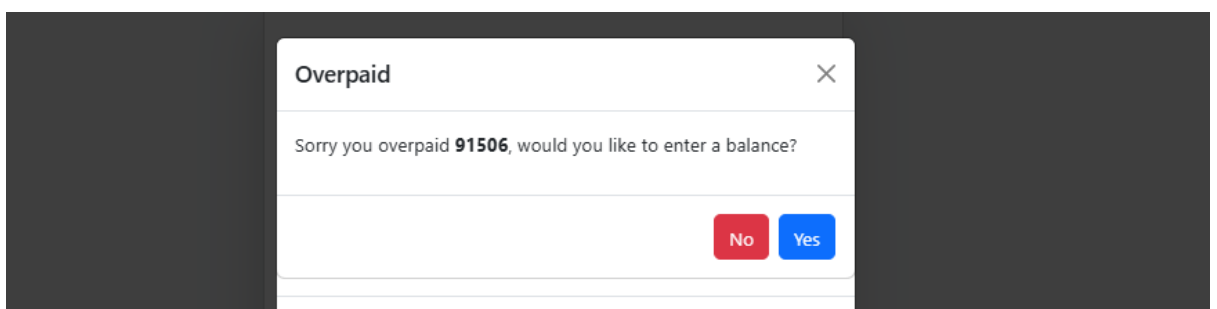 Overpaid
Sorry you overpaid 91506, would you like to enter a balance?
No Yes